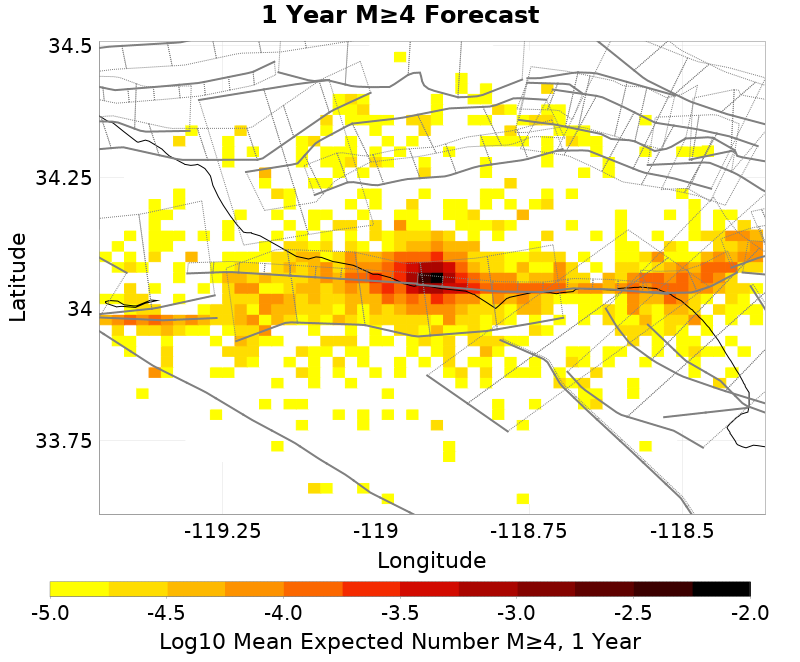 1 Year M≥4 Forecast
34.5
34.25
34
33.75
Latitude
-119.25 -119 -118.75 -118.5
Longitude
-5.0 -4.5 -4.0 -3.5 -3.0 -2.5 -2.0
Log10 Mean Expected Number M≥4, 1 Year